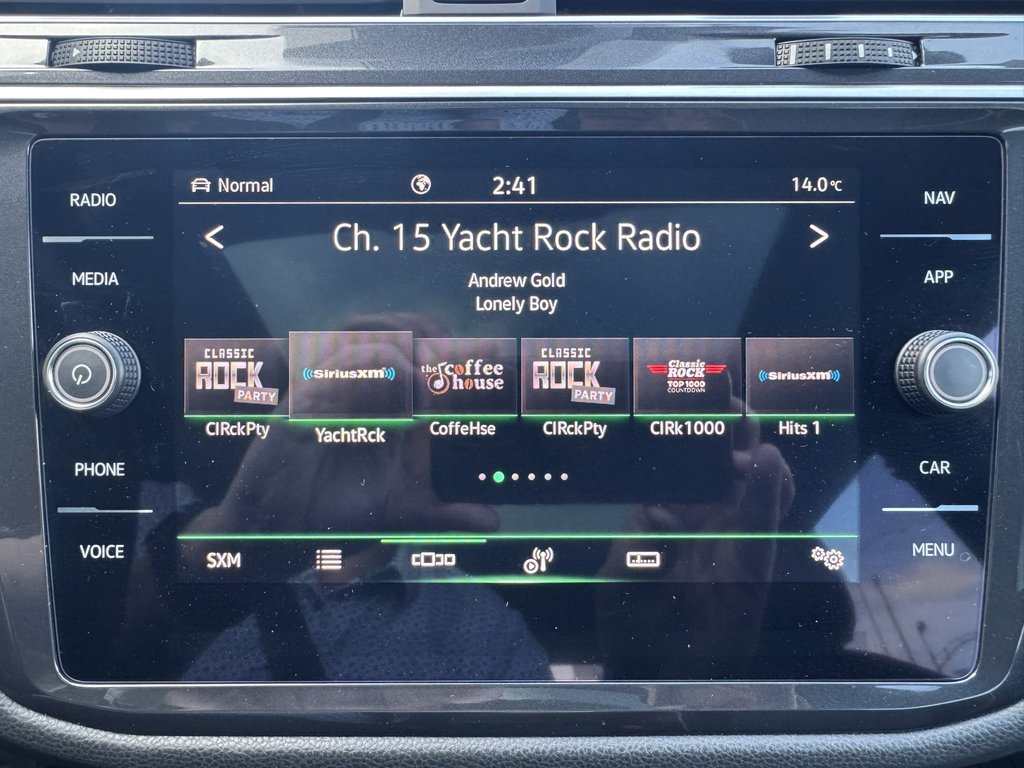 RADIO
MEDIA
PHONE
VOICE
Normal
2:41
14.0°C
< Ch. 15 Yacht Rock Radio >
Andrew Gold
Lonely Boy
CLASSIC
ROCK
PARTY
ClRckPty
((SiriusXM))
YachtRck
the coffee
house
CoffeHse
CLASSIC
ROCK
PARTY
ClRckPty
Classic
ROCK
TOP 1000
COUNTDOWN
ClRk1000
((SiriusXM))
Hits 1
SXM
NAV
APP
CAR
MENU